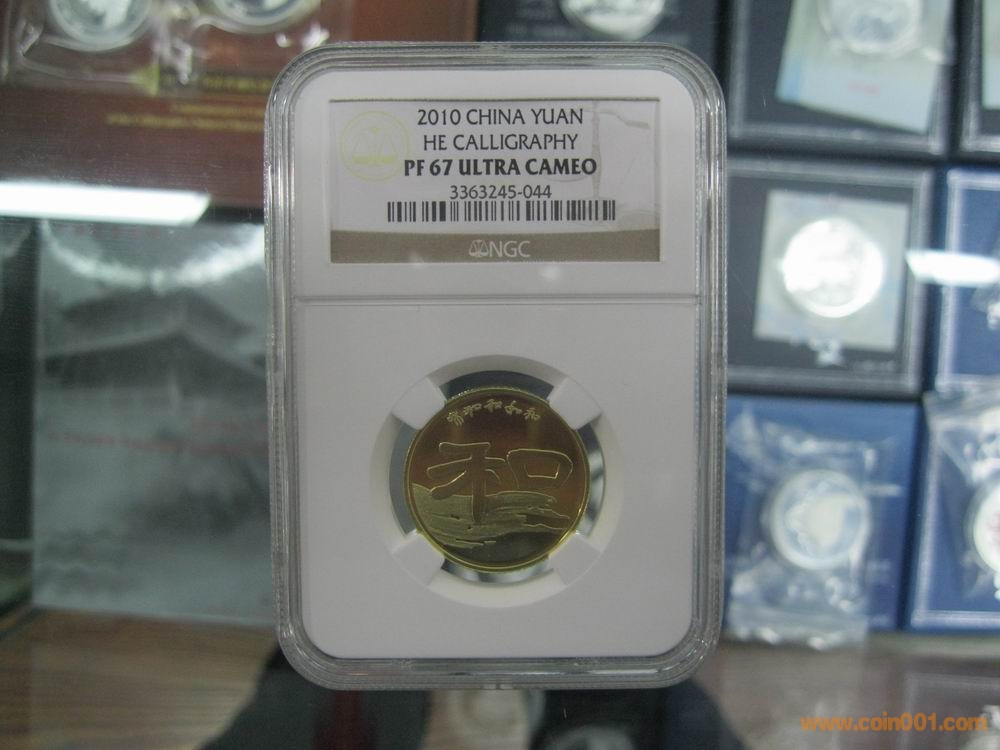 2010 CHINA YUAN
HE CALLIGRAPHY
PF 67 ULTRA CAMEO
3363245-044
NGC
和
www.coin001.com